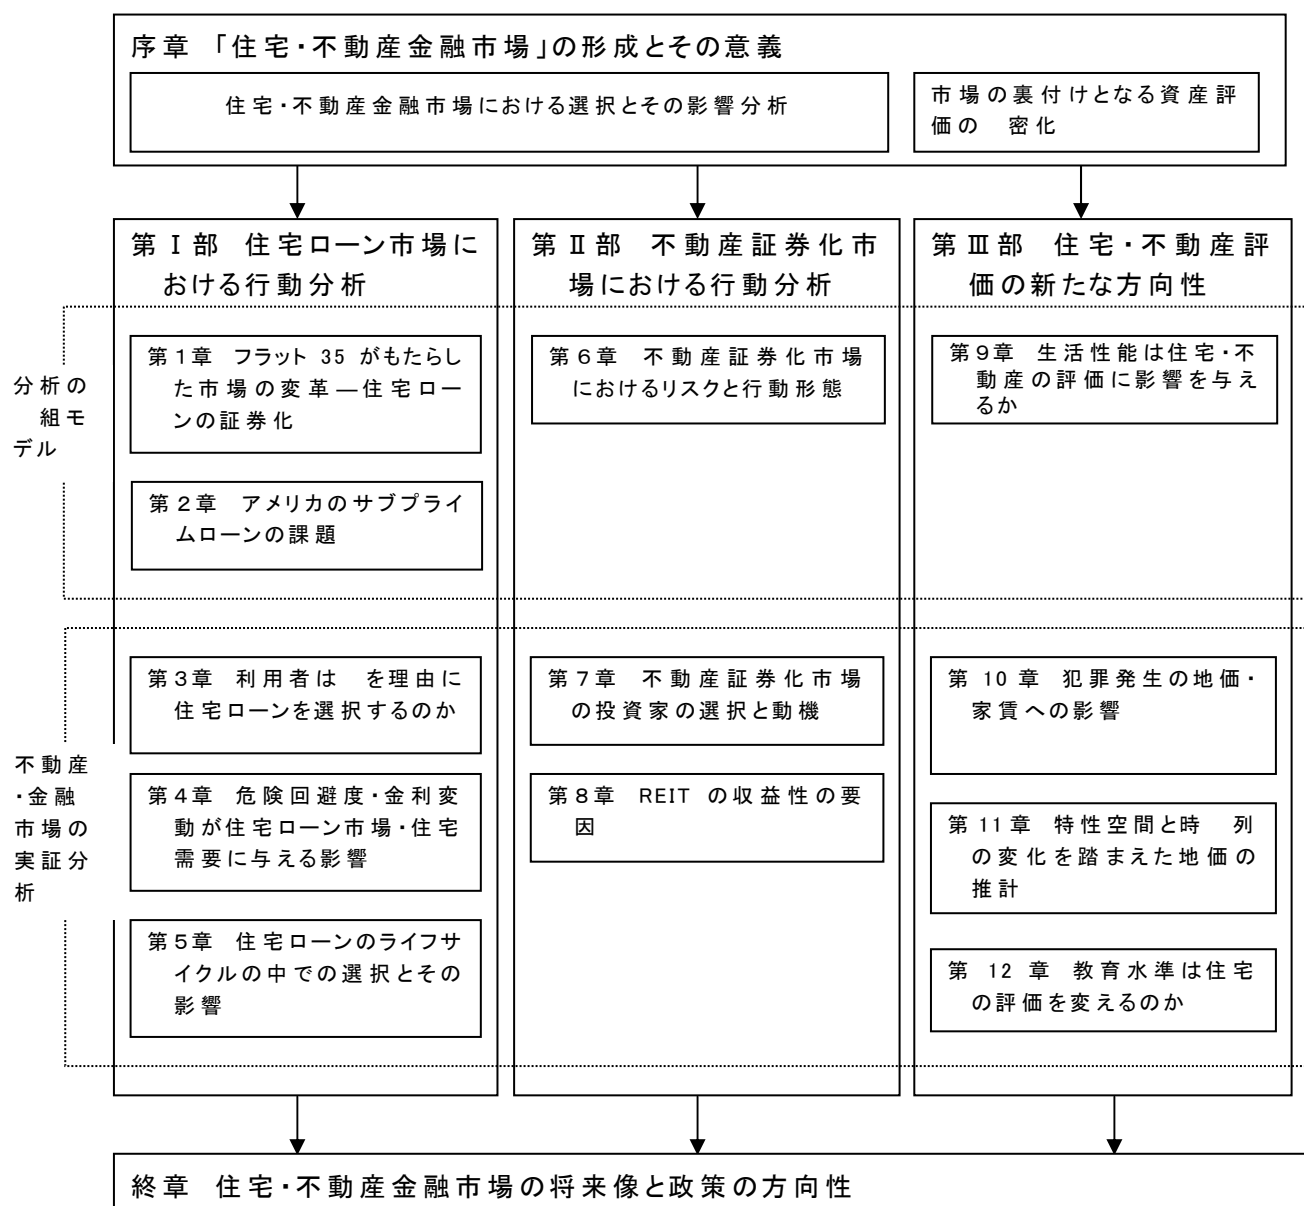 序章 「住宅・不動産金融市場」の形成とその意義
住宅・不動産金融市場における選択とその影響分析
市場の裏付けとなる資産評
価の 密化
第Ⅰ部 住宅ローン市場に
おける行動分析
第Ⅱ部 不動産証券化市
場における行動分析
第Ⅲ部 住宅・不動産評
価の新たな方向性
分析の
組モ
デル
第1章 フラット 35 がもたらし
た市場の変革―住宅ロー
ンの証券化
第2章 アメリカのサブプライ
ムローンの課題
第6章 不動産証券化市場
におけるリスクと行動形態
第9章 生活性能は住宅・不
動産の評価に影響を与え
るか
不動産
・金融
市場の
実証分
析
第3章 利用者は を理由に
住宅ローンを選択するのか
第4章 危険回避度・金利変
動が住宅ローン市場・住宅
需要に与える影響
第5章 住宅ローンのライフサ
イクルの中での選択とその
影響
第7章 不動産証券化市場
の投資家の選択と動機
第8章 REIT の収益性の要
因
第 10 章 犯罪発生の地価・
家賃への影響
第 11 章 特性空間と時 列
の変化を踏まえた地価の
推計
第 12 章 教育水準は住宅
の評価を変えるのか
終章 住宅・不動産金融市場の将来像と政策の方向性